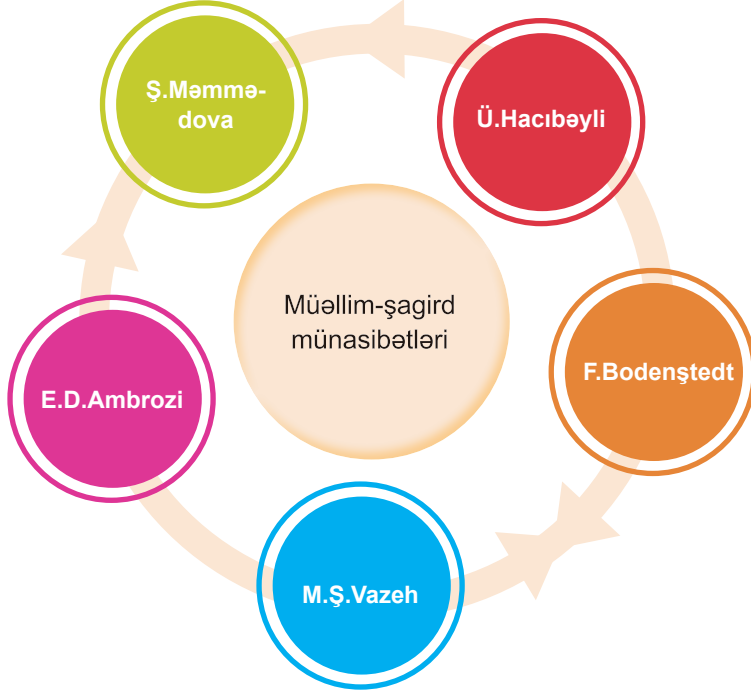 Ş.Məmmə-
dova
Ü.Hacıbəyli
Müəllim-şagird
münasibətləri
F.Bodenştedt
E.D.Ambrozi
M.Ş.Vazeh